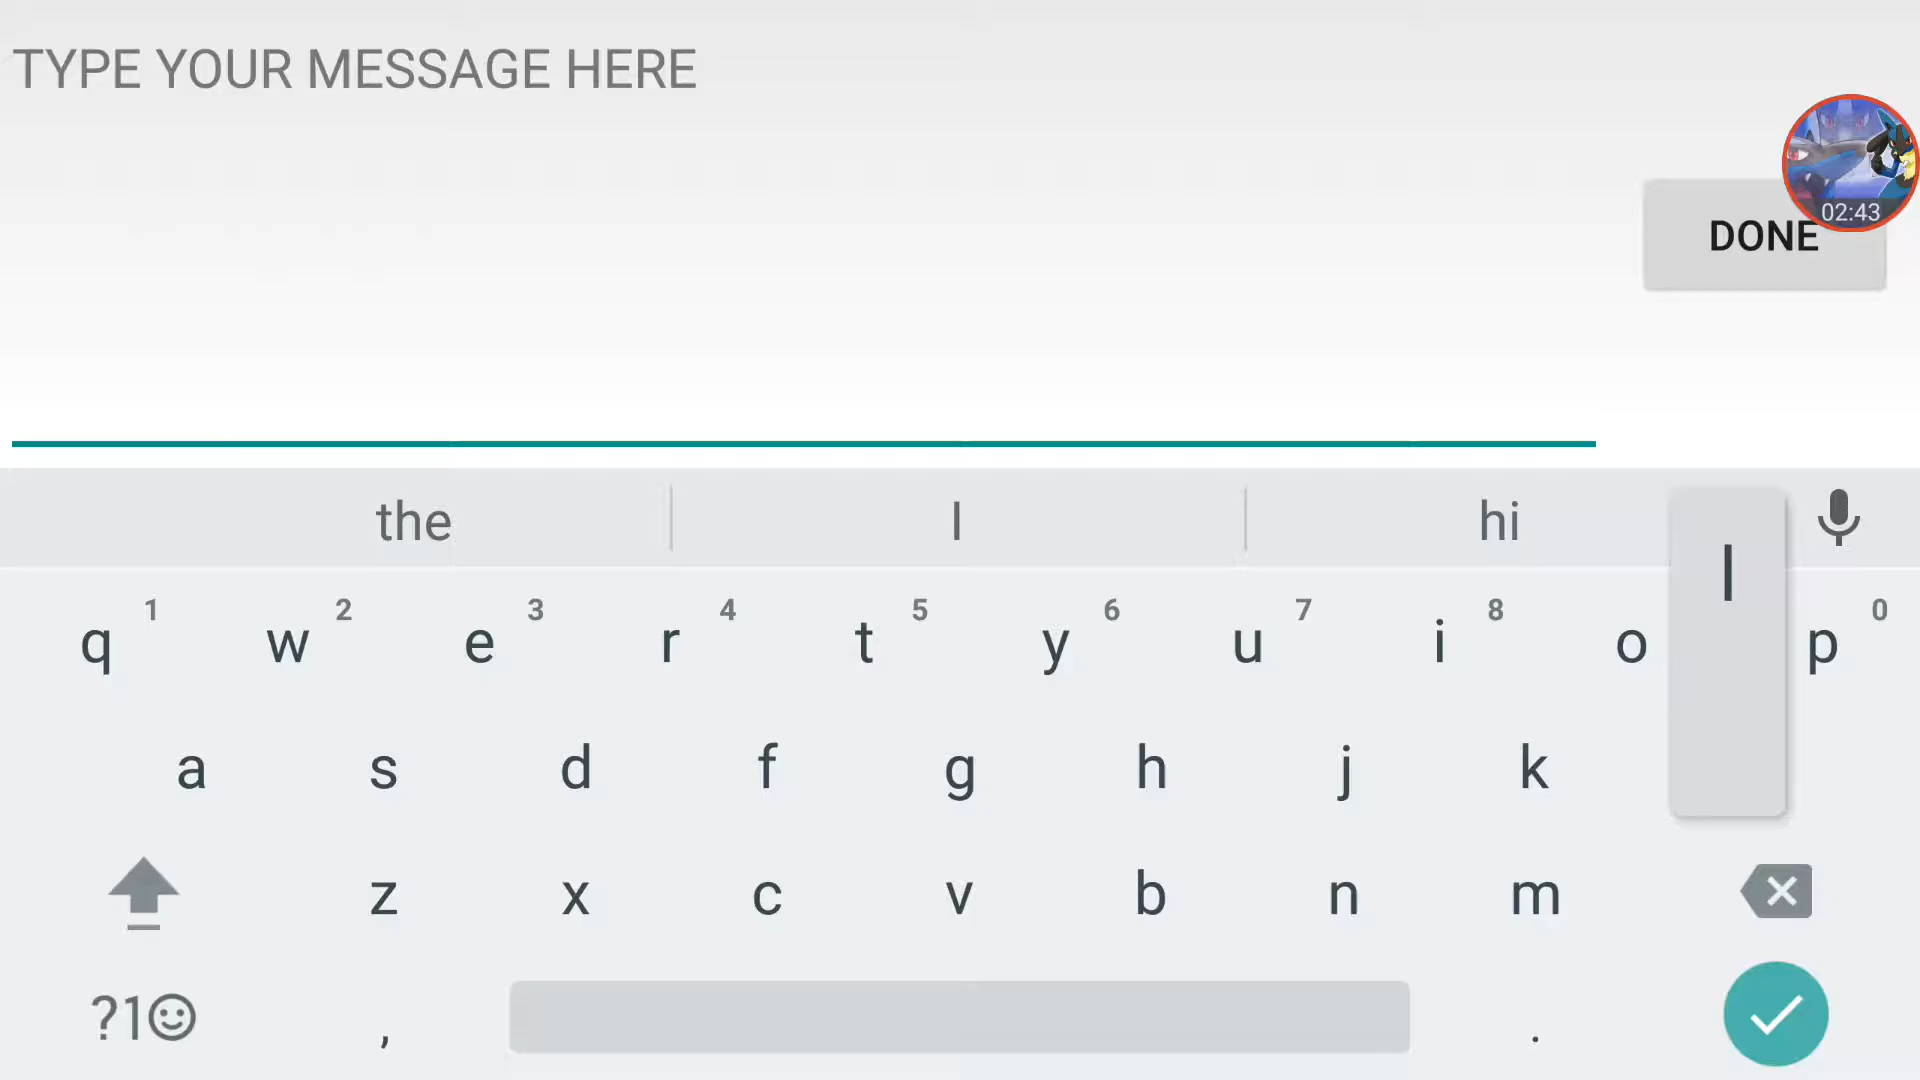 TYPE YOUR MESSAGE HERE
02:43
DONE
the I hi
1 2 3 4 5 6 7 8 0
q w e r t y u i o p
l
a s d f g h j k
z x c v b n m
?1☺ , .